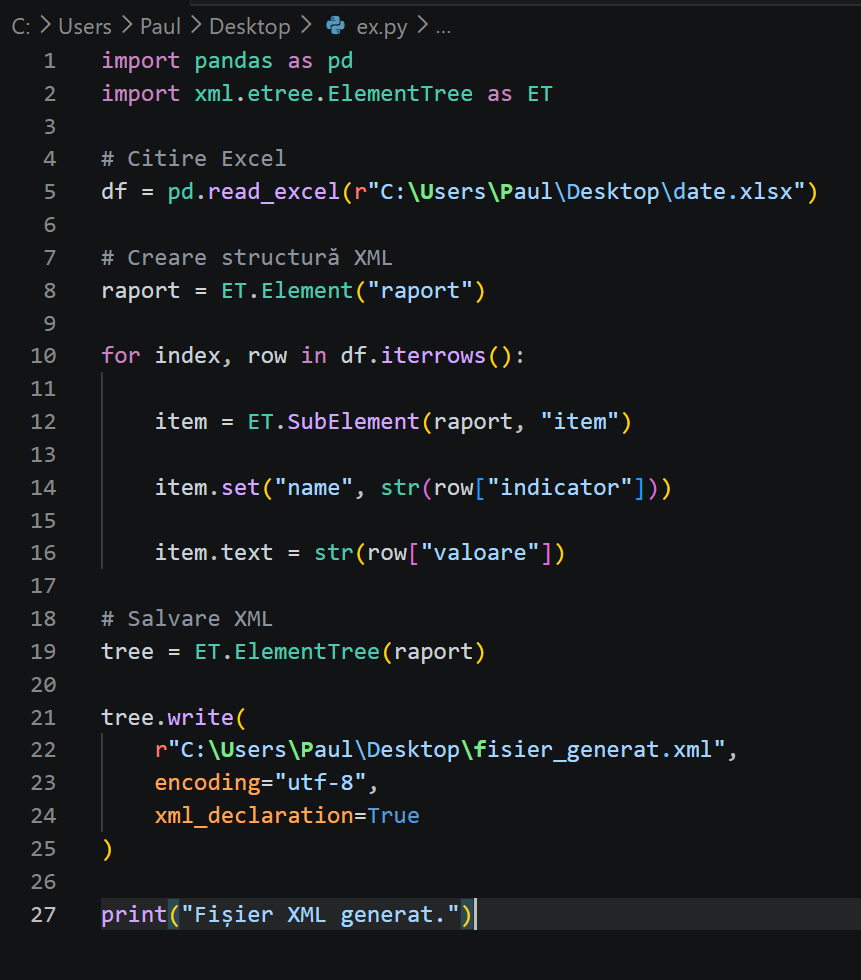 C: > Users > Paul > Desktop > ex.py > ...
1 import pandas as pd
2 import xml.etree.ElementTree as ET
3
4 # Citire Excel
5 df = pd.read_excel(r"C:\Users\Paul\Desktop\date.xlsx")
6
7 # Creare structură XML
8 raport = ET.Element("raport")
9
10 for index, row in df.iterrows():
11
12     item = ET.SubElement(raport, "item")
13
14     item.set("name", str(row["indicator"]))
15
16     item.text = str(row["valoare"])
17
18 # Salvare XML
19 tree = ET.ElementTree(raport)
20
21 tree.write(
22     r"C:\Users\Paul\Desktop\fisier_generat.xml",
23     encoding="utf-8",
24     xml_declaration=True
25 )
26
27 print("Fișier XML generat.")